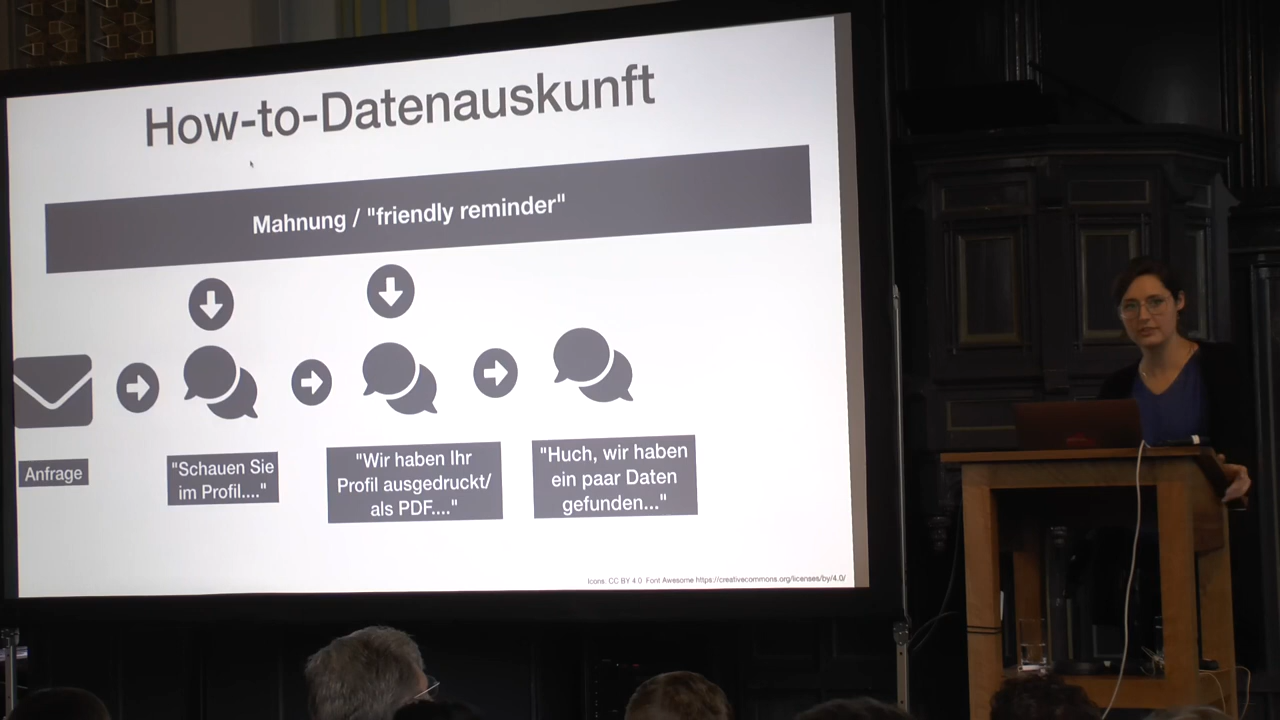 How-to-Datenauskunft
Mahnung / "friendly reminder"
Anfrage
"Schauen Sie
im Profil...."
"Wir haben Ihr
Profil ausgedruckt/
als PDF...."
"Huch, wir haben
ein paar Daten
gefunden..."
Icons: CC BY 4.0 Font Awesome https://creativecommons.org/licenses/by/4.0/